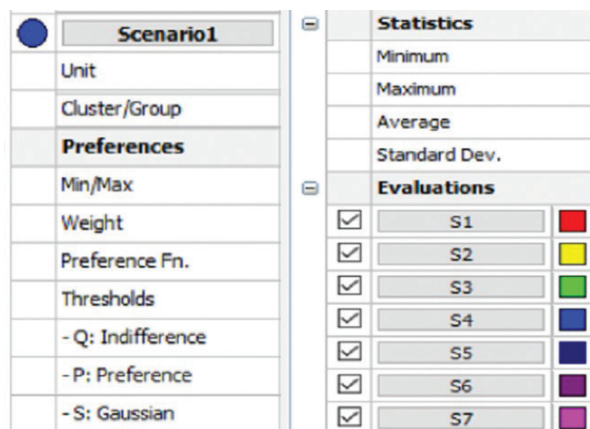 Scenario1
Unit
Cluster/Group
Preferences
Min/Max
Weight
Preference Fn.
Thresholds
- Q: Indifference
- P: Preference
- S: Gaussian
Statistics
Minimum
Maximum
Average
Standard Dev.
Evaluations
S1
S2
S3
S4
S5
S6
S7